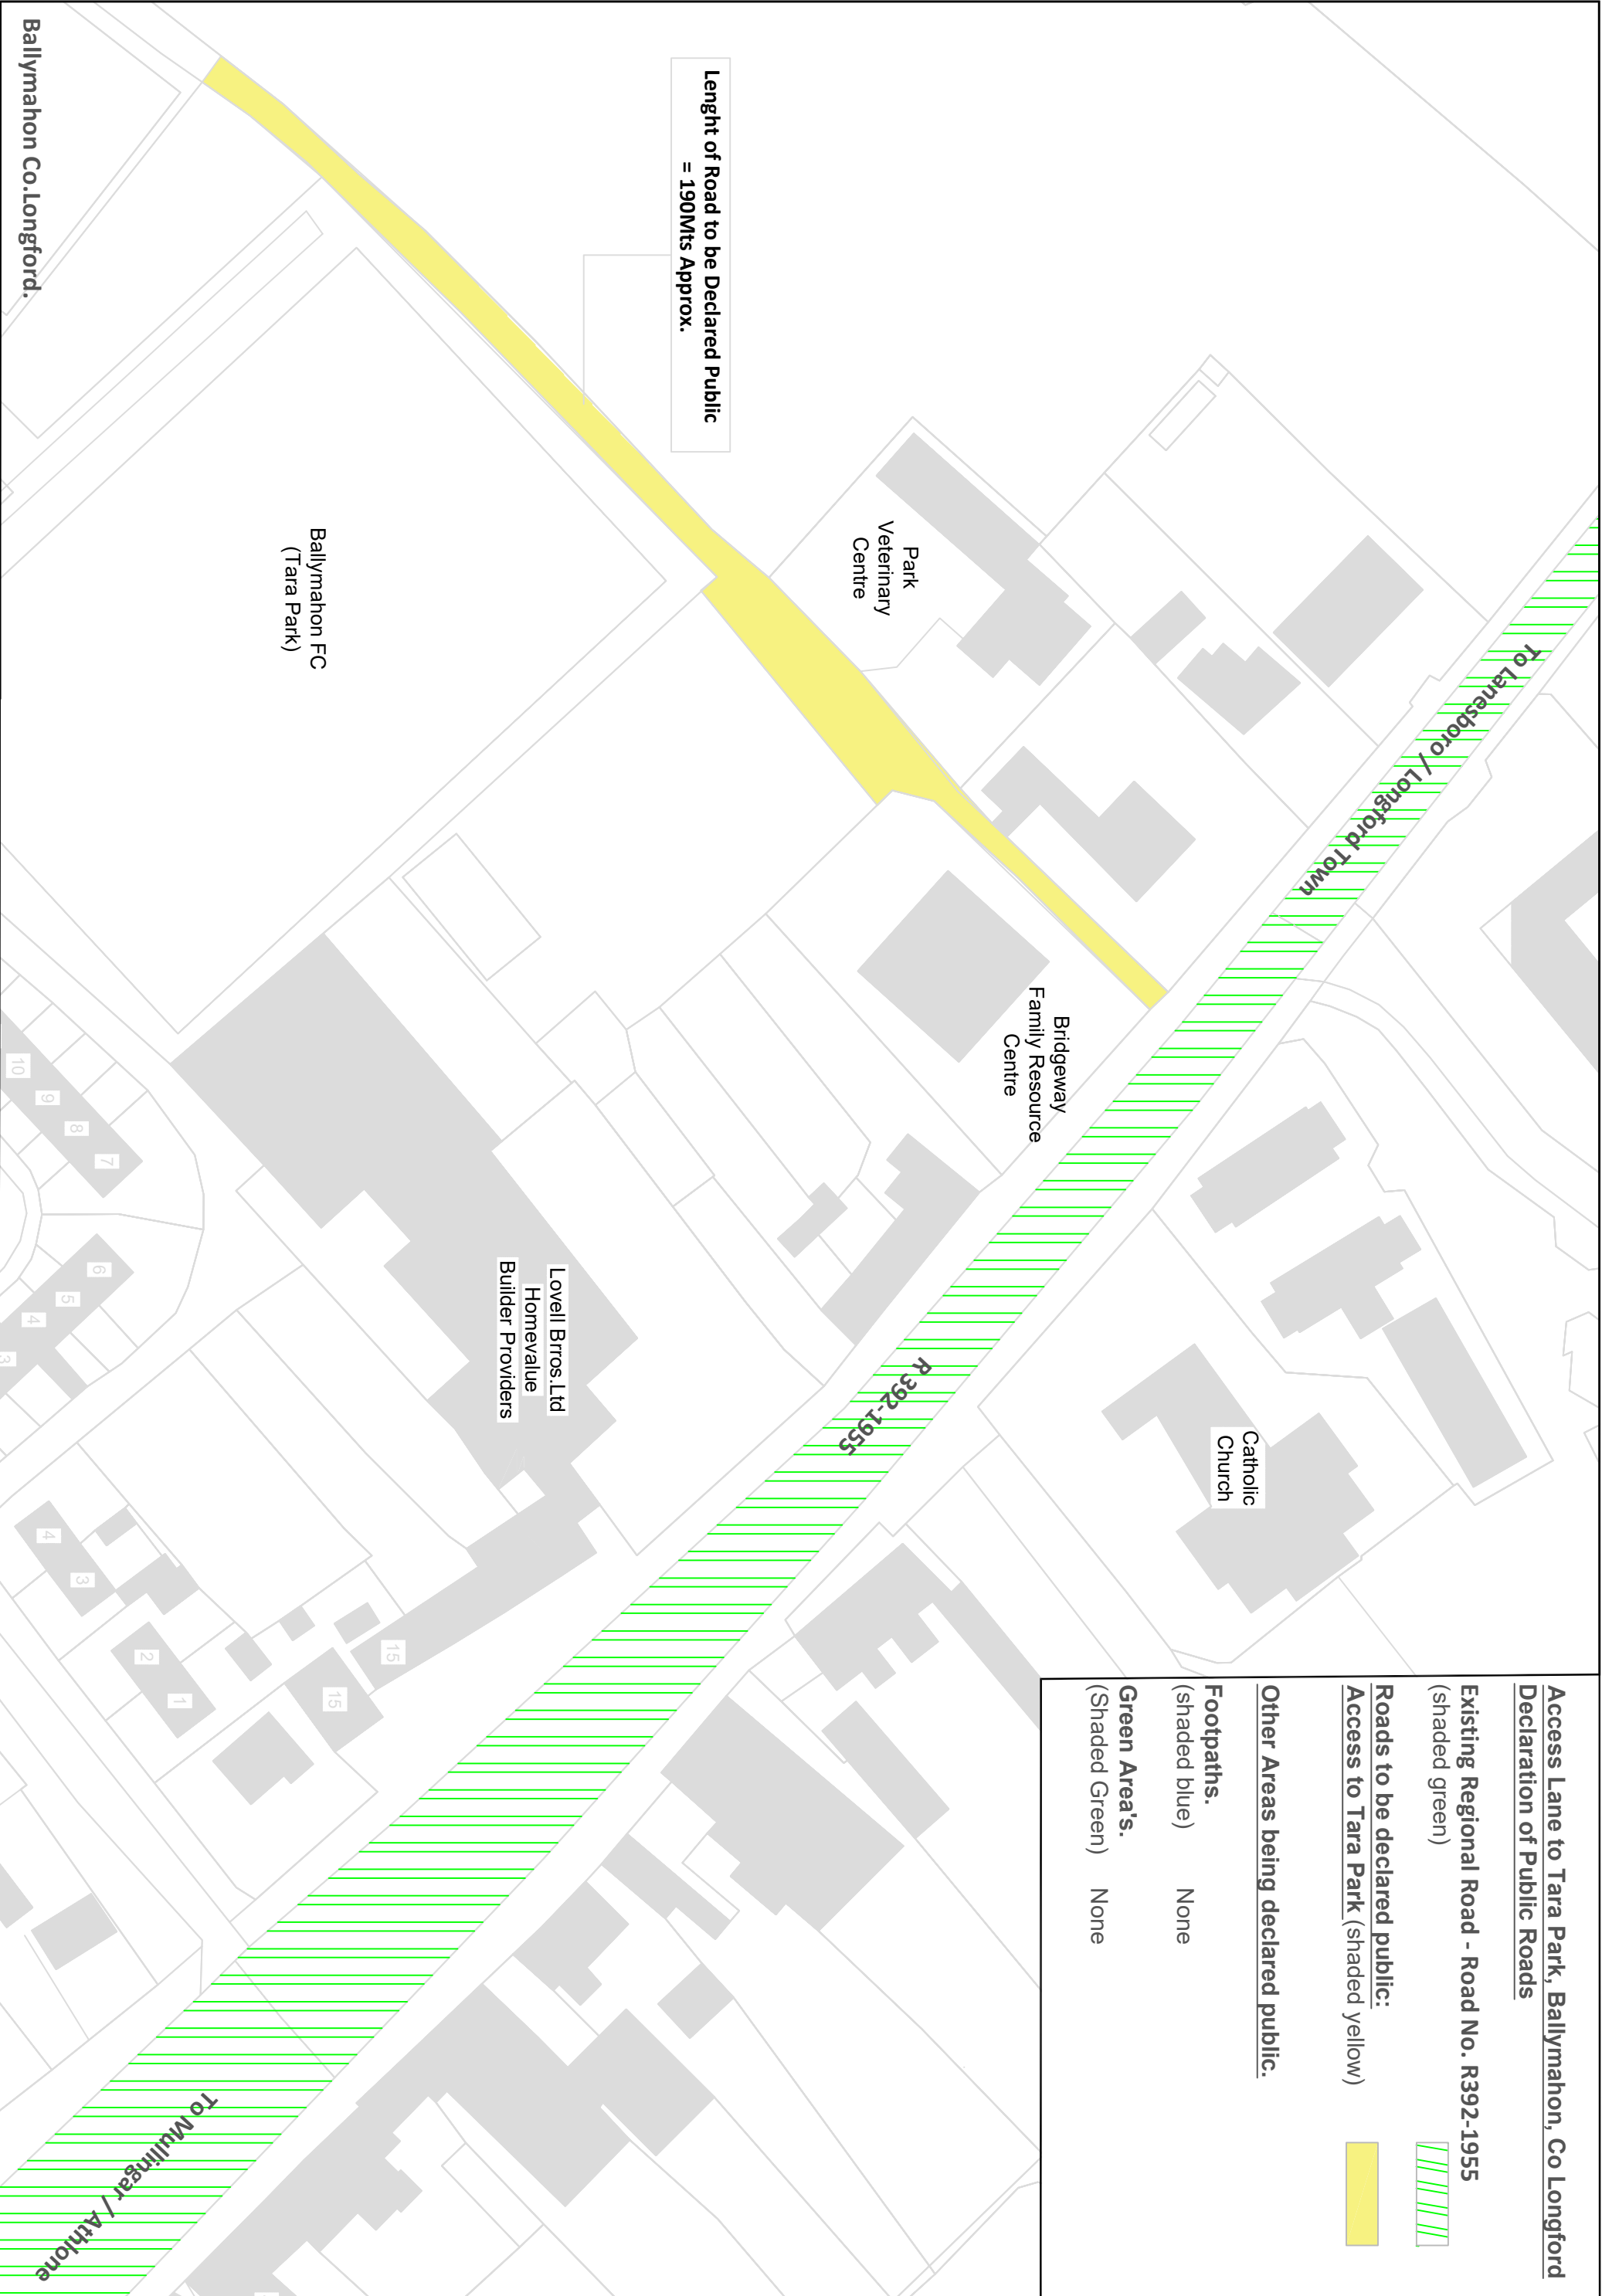 Access Lane to Tara Park, Ballymahon, Co Longford
Declaration of Public Roads
Existing Regional Road - Road No. R392-1955
(shaded green)
Roads to be declared public:
Access to Tara Park (shaded yellow)
Other Areas being declared public.
Footpaths.
(shaded blue) None
Green Area's.
(Shaded Green) None
To Lanesboro / Longford Town
Catholic
Church
Park
Veterinary
Centre
Bridgeway
Family Resource
Centre
R 392-1955
Lenght of Road to be Declared Public
= 190Mts Approx.
Lovell Brros.Ltd
Homevalue
Builder Providers
Ballymahon FC
(Tara Park)
15
15
To Mullingar / Athlone
10
9
8
7
6
5
4
3
4
3
2
1
Ballymahon Co.Longford.